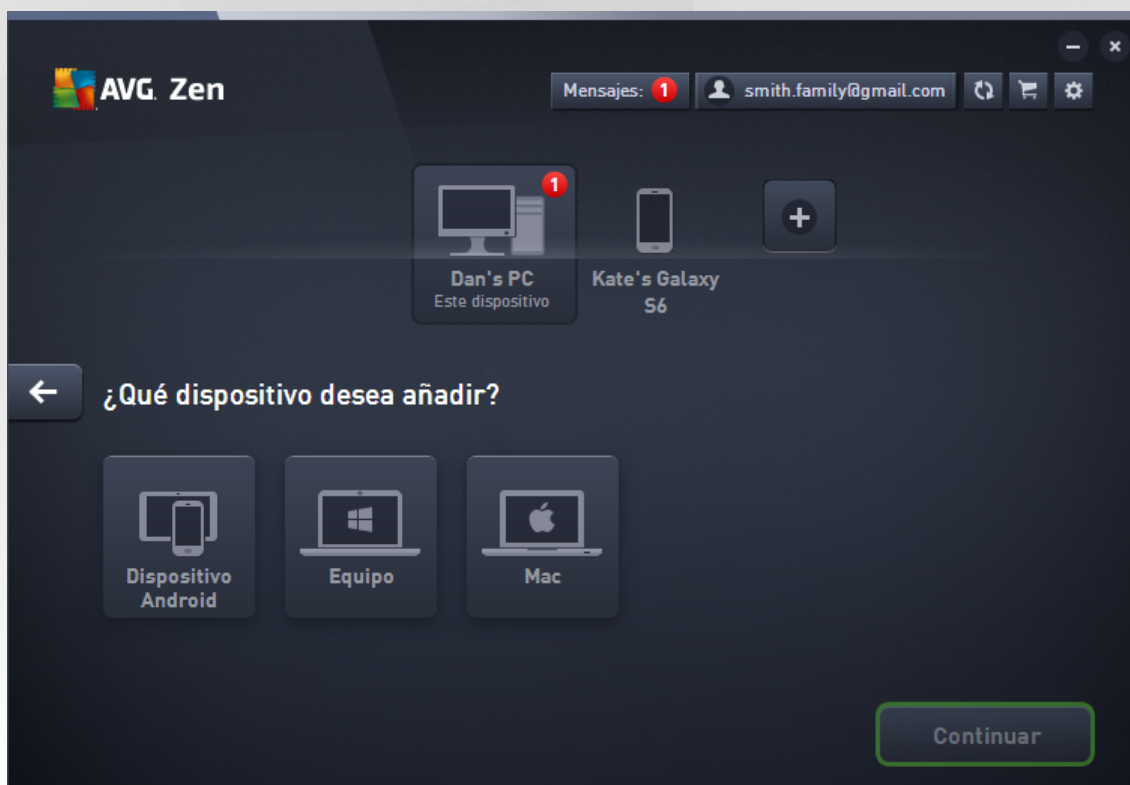 AVG. Zen
Mensajes: 1
smith.family@gmail.com
1
Dan's PC
Este dispositivo
Kate's Galaxy
S6
¿Qué dispositivo desea añadir?
Dispositivo
Android
Equipo
Mac
Continuar